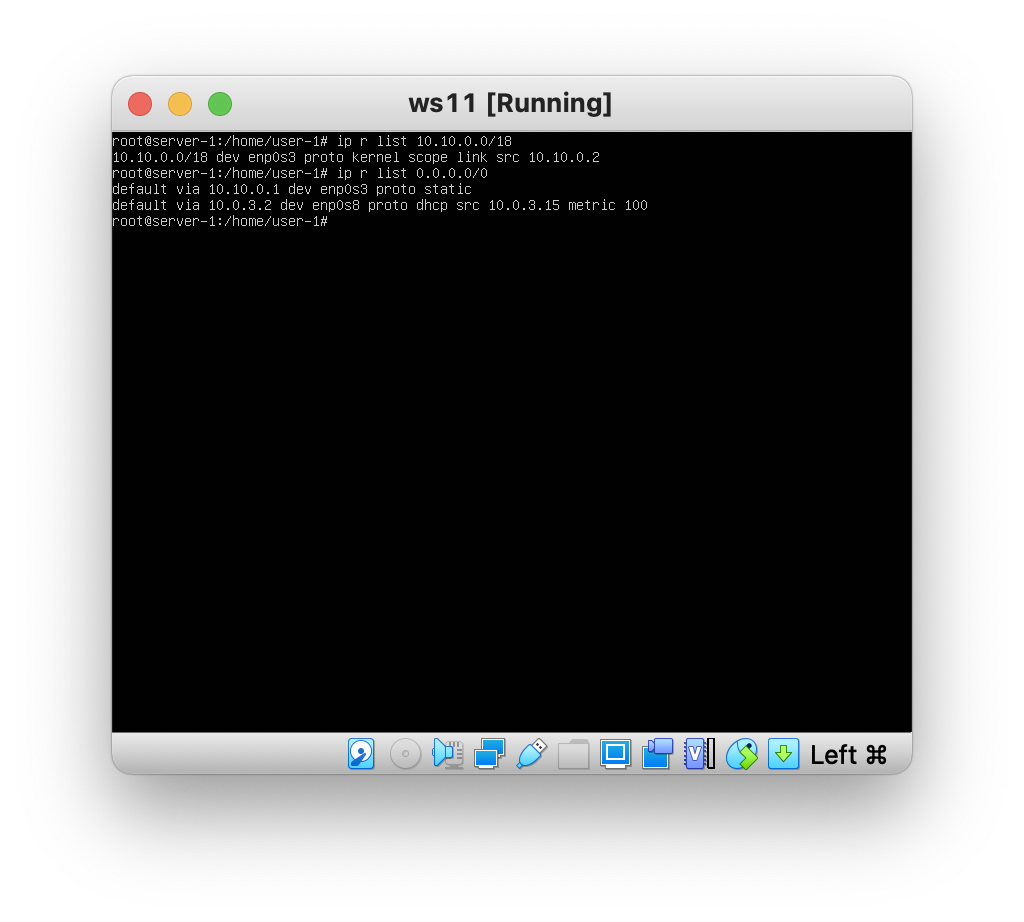 ws11 [Running]
root@server-1:/home/user-1# ip r list 10.10.0.0/18
10.10.0.0/18 dev enp0s3 proto kernel scope link src 10.10.0.2
root@server-1:/home/user-1# ip r list 0.0.0.0/0
default via 10.10.0.1 dev enp0s3 proto static
default via 10.0.3.2 dev enp0s8 proto dhcp src 10.0.3.15 metric 100
root@server-1:/home/user-1#
V
Left ⌘